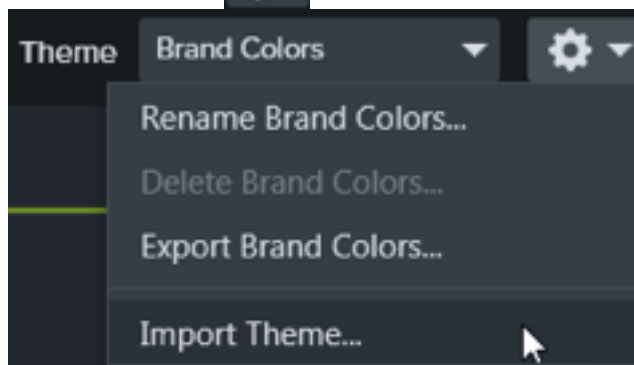 Theme Brand Colors
Rename Brand Colors...
Delete Brand Colors...
Export Brand Colors...
Import Theme...